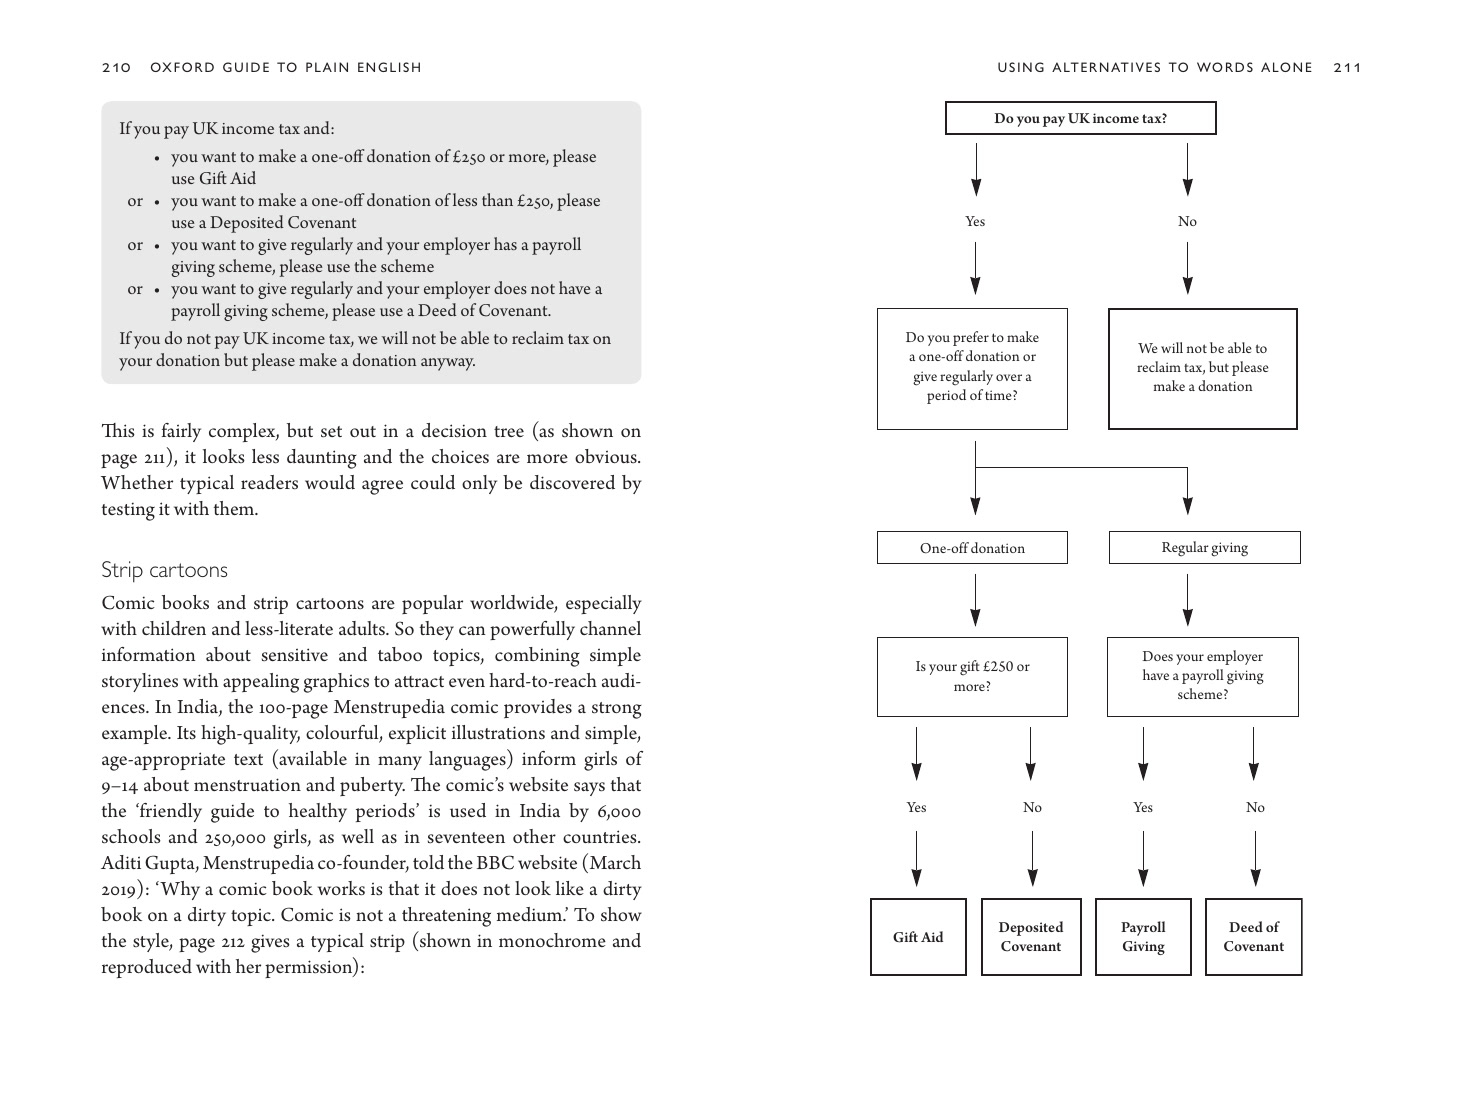 210 OXFORD GUIDE TO PLAIN ENGLISH
If you pay UK income tax and:
• you want to make a one-off donation of £250 or more, please
use Gift Aid
or • you want to make a one-off donation of less than £250, please
use a Deposited Covenant
or • you want to give regularly and your employer has a payroll
giving scheme, please use the scheme
or • you want to give regularly and your employer does not have a
payroll giving scheme, please use a Deed of Covenant.
If you do not pay UK income tax, we will not be able to reclaim tax on
your donation but please make a donation anyway.
This is fairly complex, but set out in a decision tree (as shown on
page 211), it looks less daunting and the choices are more obvious.
Whether typical readers would agree could only be discovered by
testing it with them.
Strip cartoons
Comic books and strip cartoons are popular worldwide, especially
with children and less-literate adults. So they can powerfully channel
information about sensitive and taboo topics, combining simple
storylines with appealing graphics to attract even hard-to-reach audi-
ences. In India, the 100-page Menstrupedia comic provides a strong
example. Its high-quality, colourful, explicit illustrations and simple,
age-appropriate text (available in many languages) inform girls of
9–14 about menstruation and puberty. The comic's website says that
the ‘friendly guide to healthy periods’ is used in India by 6,000
schools and 250,000 girls, as well as in seventeen other countries.
Aditi Gupta, Menstrupedia co-founder, told the BBC website (March
2019): ‘Why a comic book works is that it does not look like a dirty
book on a dirty topic. Comic is not a threatening medium.’ To show
the style, page 212 gives a typical strip (shown in monochrome and
reproduced with her permission):
USING ALTERNATIVES TO WORDS ALONE 211
Do you pay UK income tax?
Yes
No
Do you prefer to make
a one-off donation or
give regularly over a
period of time?
We will not be able to
reclaim tax, but please
make a donation
One-off donation
Regular giving
Is your gift £250 or
more?
Does your employer
have a payroll giving
scheme?
Yes
No
Yes
No
Gift Aid
Deposited
Covenant
Payroll
Giving
Deed of
Covenant